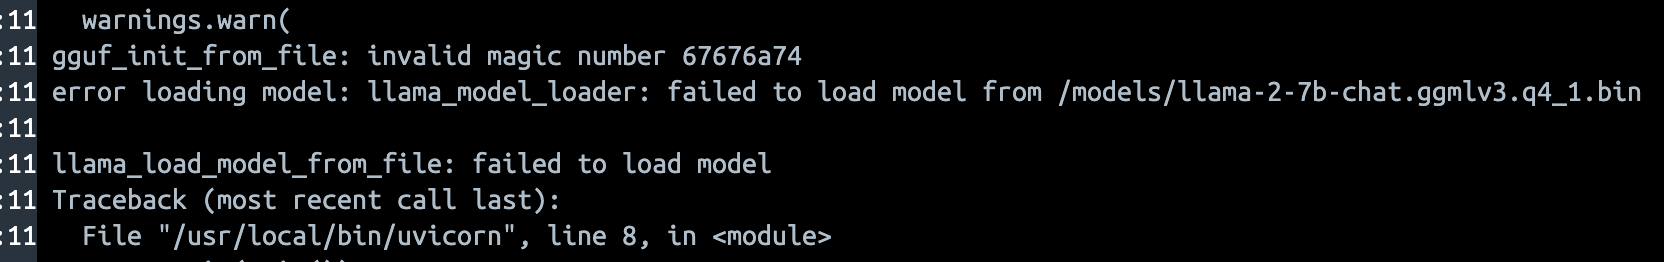 :11 warnings.warn(
:11 gguf_init_from_file: invalid magic number 67676a74
:11 error loading model: llama_model_loader: failed to load model from /models/llama-2-7b-chat.ggmlv3.q4_1.bin
:11
:11 llama_load_model_from_file: failed to load model
:11 Traceback (most recent call last):
:11 File "/usr/local/bin/uvicorn", line 8, in <module>